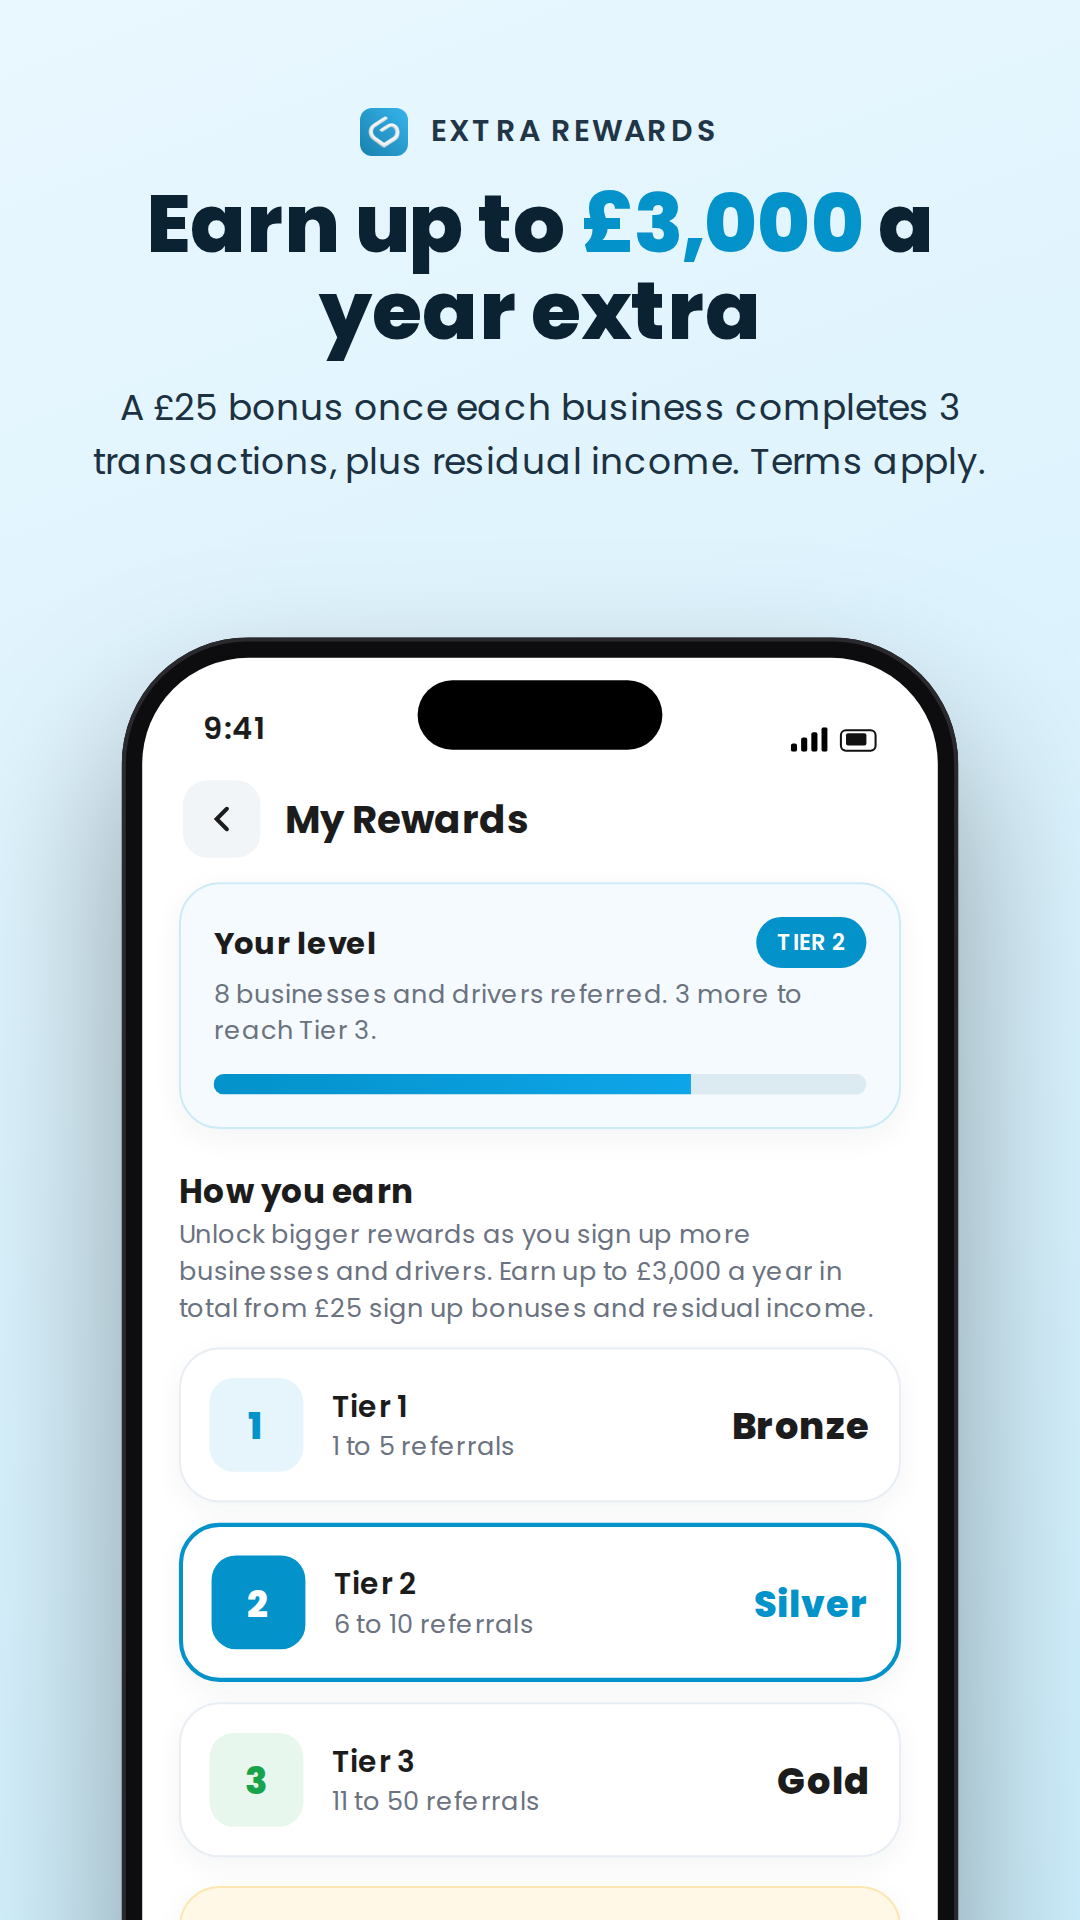 EXTRA REWARDS
Earn up to £3,000 a
year extra
A £25 bonus once each business completes 3
transactions, plus residual income. Terms apply.
9:41
My Rewards
Your level
TIER 2
8 businesses and drivers referred. 3 more to
reach Tier 3.
How you earn
Unlock bigger rewards as you sign up more
businesses and drivers. Earn up to £3,000 a year in
total from £25 sign up bonuses and residual income.
1
Tier 1
1 to 5 referrals
Bronze
2
Tier 2
6 to 10 referrals
Silver
3
Tier 3
11 to 50 referrals
Gold